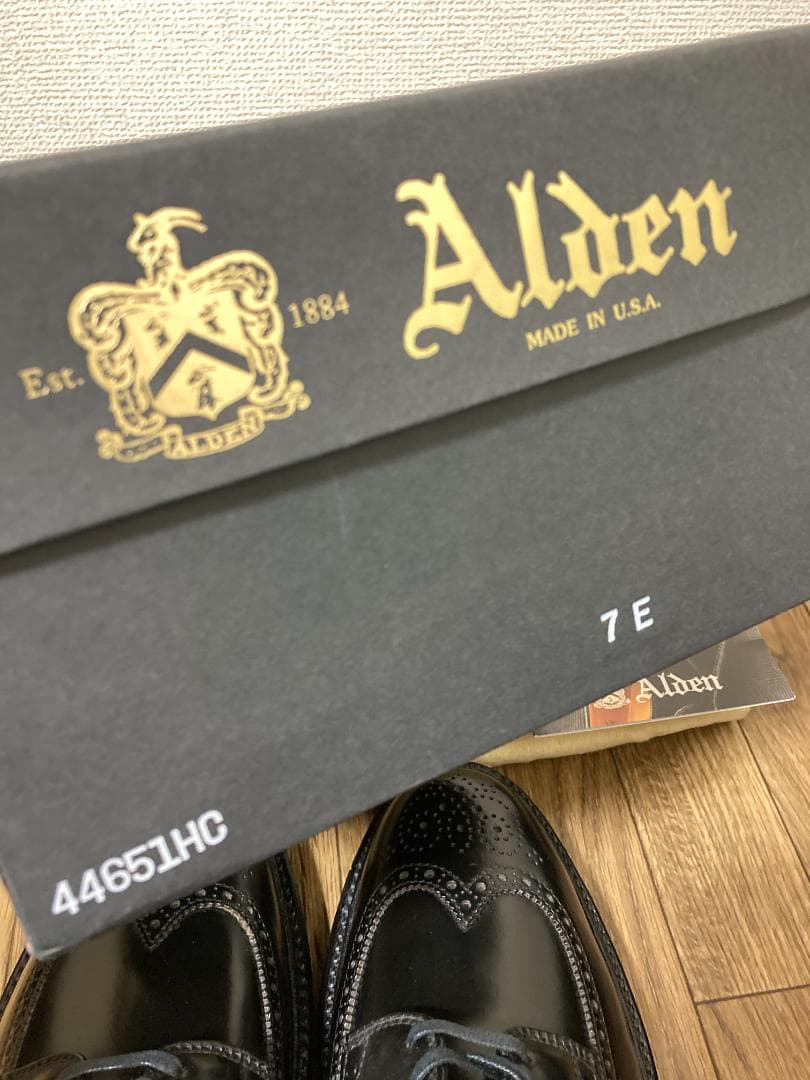 Est.
1884
ALDEN
Alden
MADE IN U.S.A.
7 E
Alden
44651HC